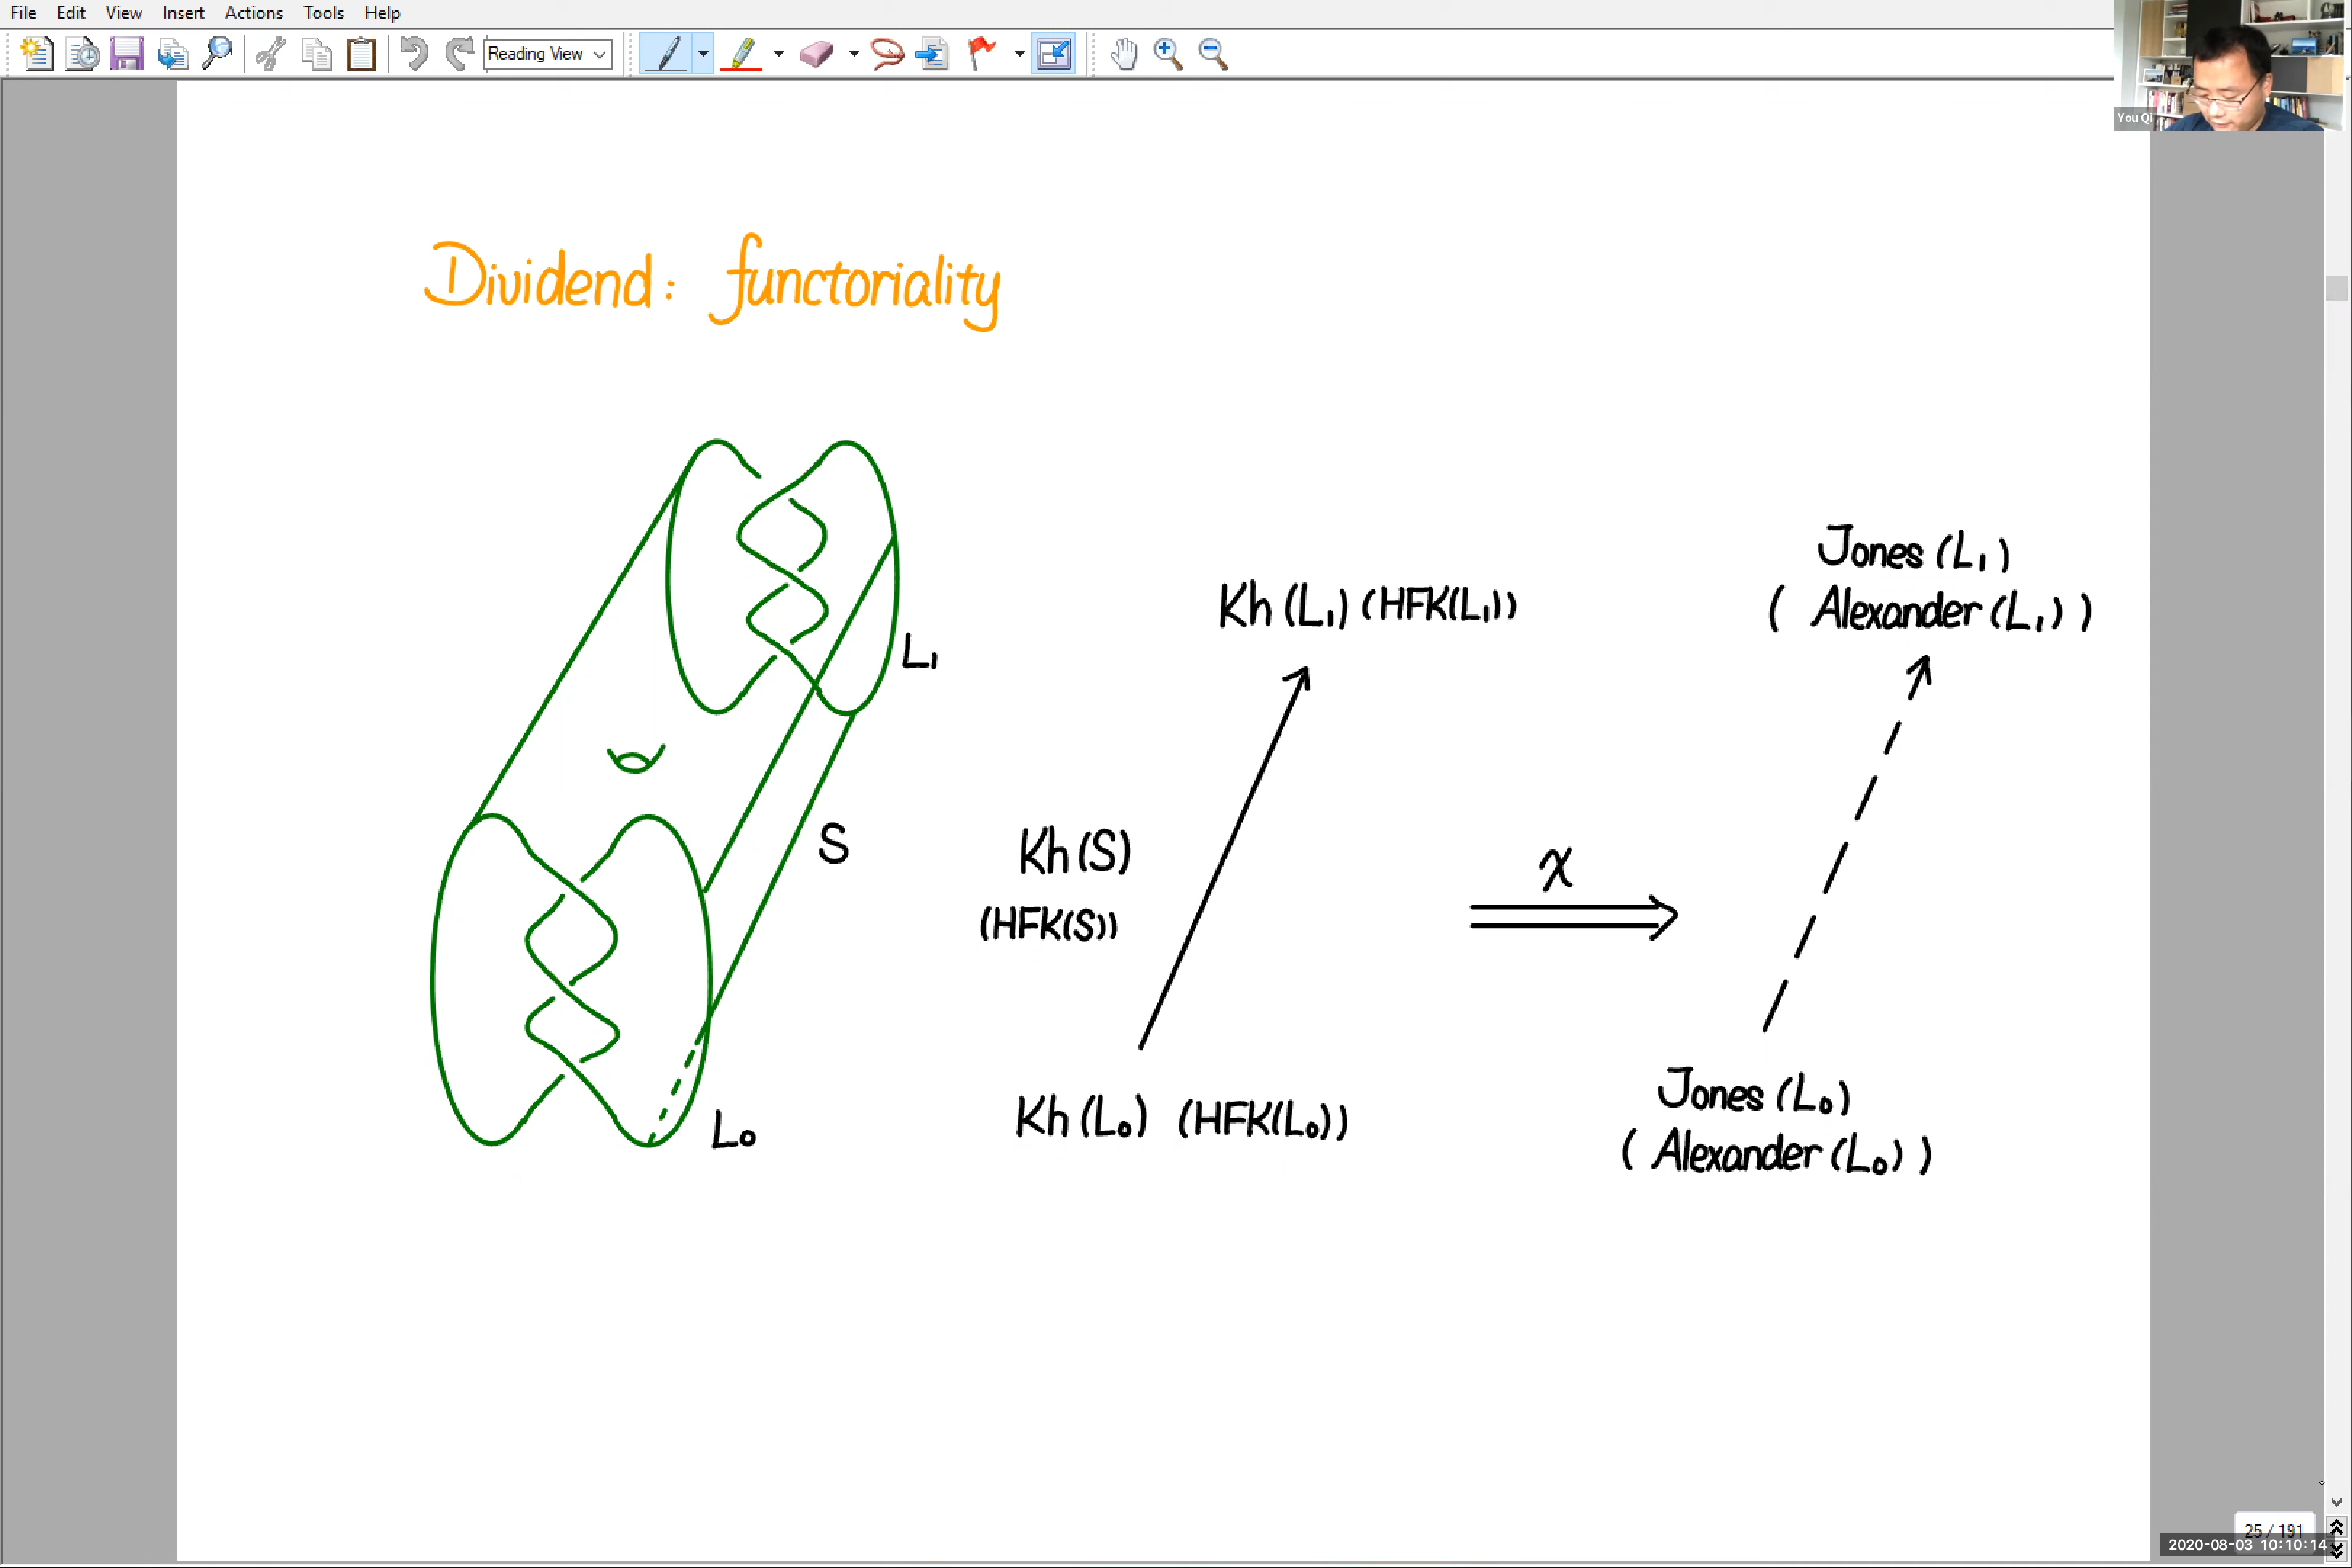 File Edit View Insert Actions Tools Help
Reading View
You Qi
Dividend: functoriality
Jones (L₁)
Kh (L₁) (HFK(L₁))
( Alexander (L₁) )
L₁
S
Kh (S)
χ
(HFK(S))
Jones (L₀)
L₀
Kh (L₀) (HFK(L₀))
( Alexander (L₀) )
25 / 191
2020-08-03 10:10:14